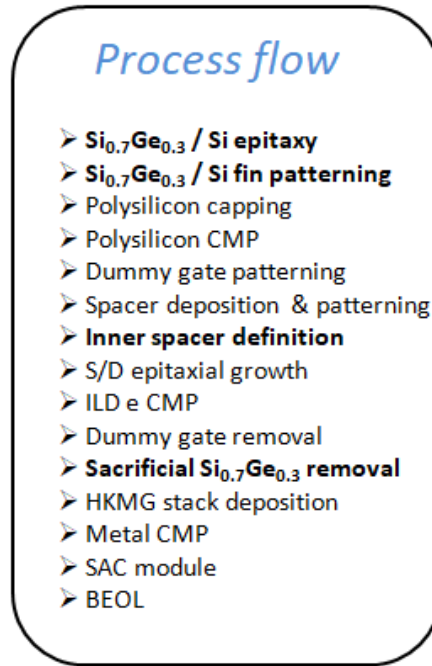 Process flow
➤ Si₀.₇Ge₀.₃ / Si epitaxy
➤ Si₀.₇Ge₀.₃ / Si fin patterning
➤ Polysilicon capping
➤ Polysilicon CMP
➤ Dummy gate patterning
➤ Spacer deposition & patterning
➤ Inner spacer definition
➤ S/D epitaxial growth
➤ ILD e CMP
➤ Dummy gate removal
➤ Sacrificial Si₀.₇Ge₀.₃ removal
➤ HKMG stack deposition
➤ Metal CMP
➤ SAC module
➤ BEOL